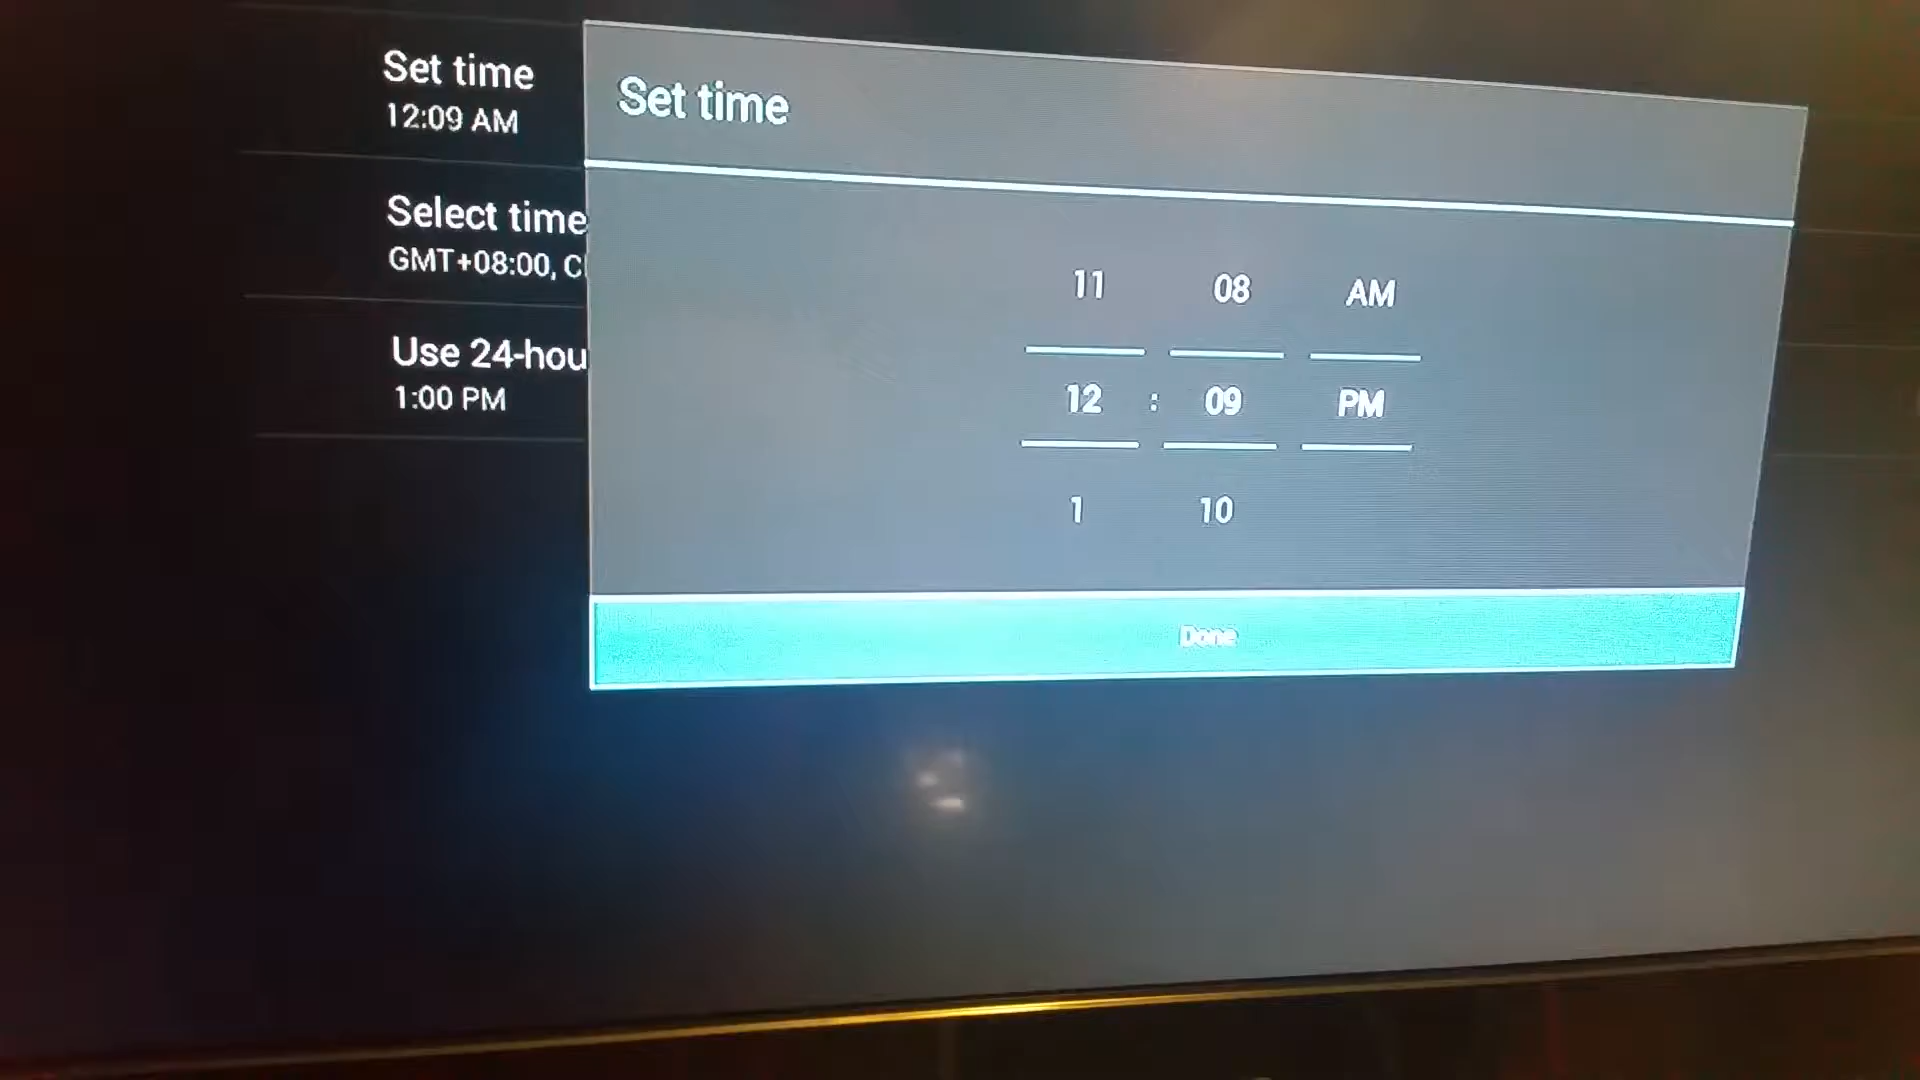 Set time
12:09 AM
Select time
GMT+08:00, C
Use 24-hou
1:00 PM
Set time
11 08 AM
12 : 09 PM
1 10
Done